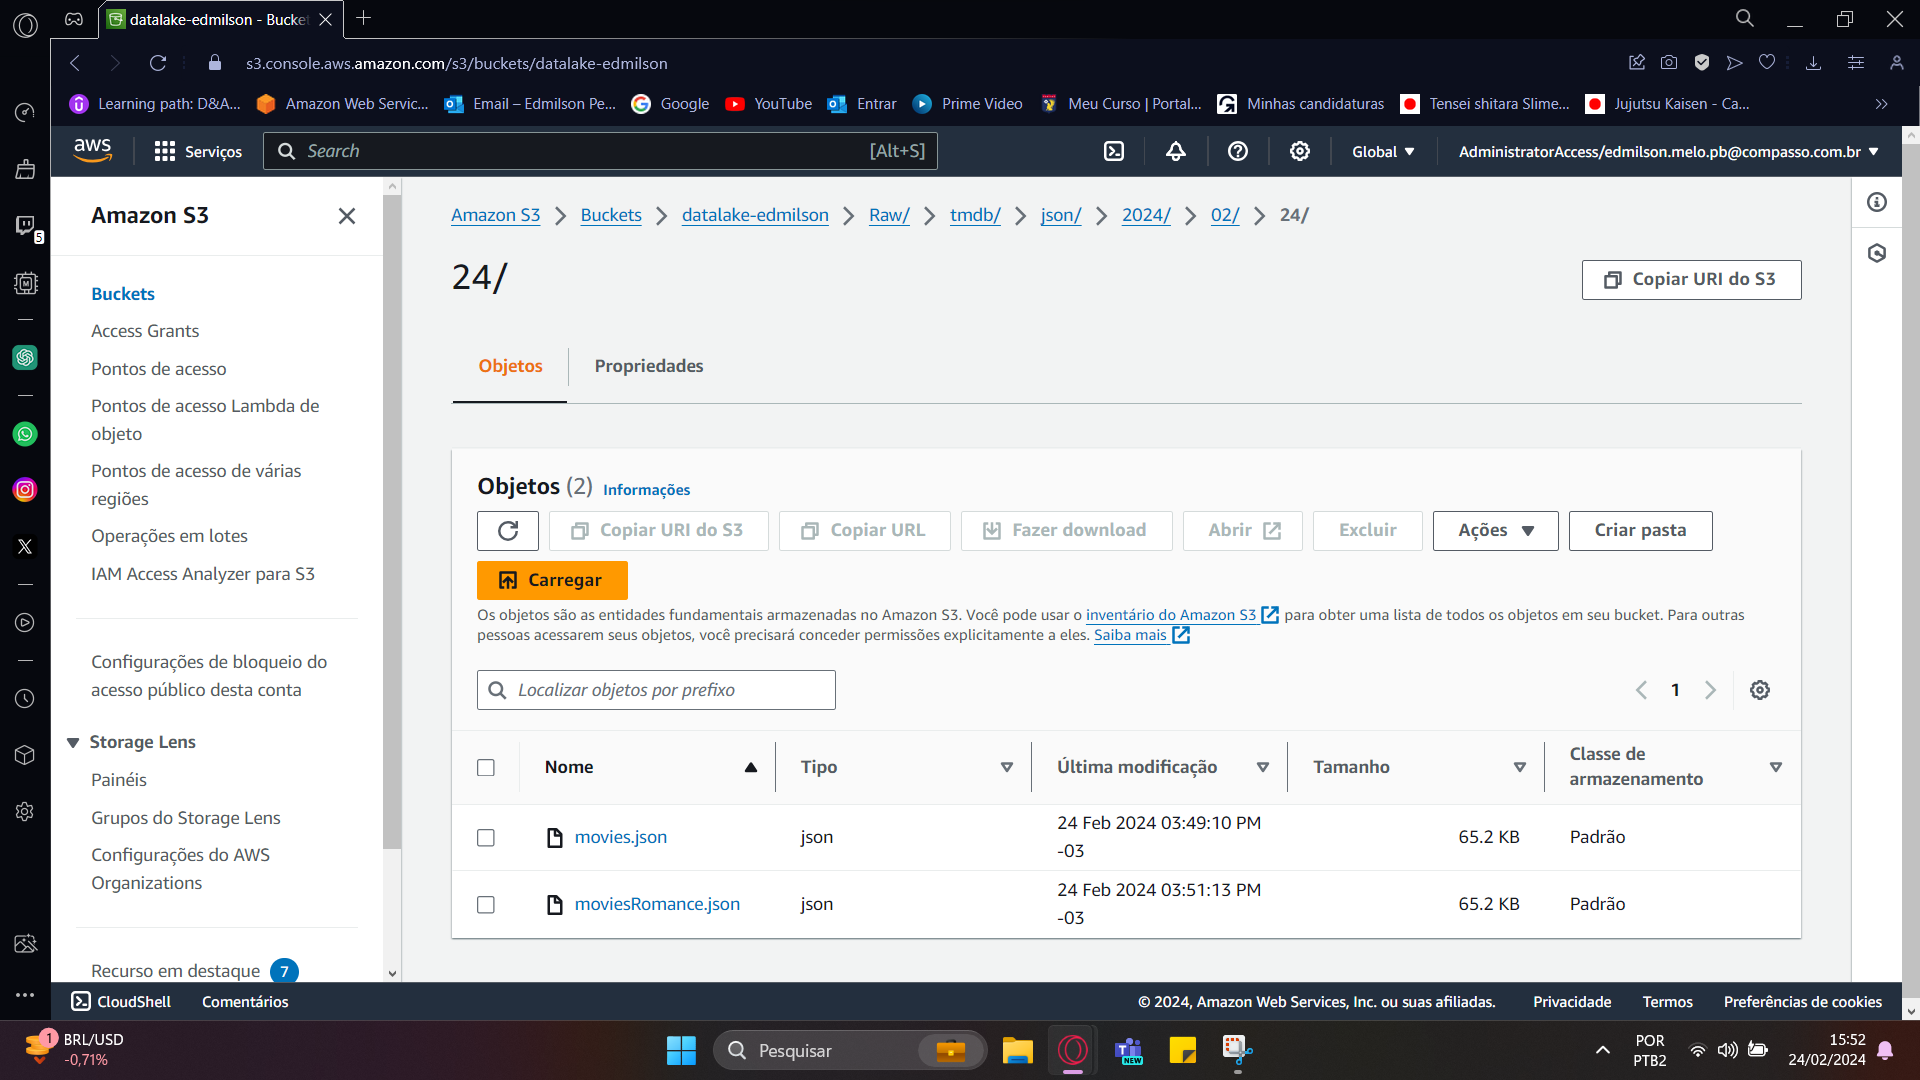 datalake-edmilson - Bucke
s3.console.aws.amazon.com/s3/buckets/datalake-edmilson
Learning path: D&A... Amazon Web Servic... Email – Edmilson Pe... Google YouTube Entrar Prime Video Meu Curso | Portal... Minhas candidaturas Tensei shitara Slime... Jujutsu Kaisen - Ca...
aws Serviços Search [Alt+S] Global AdministratorAccess/edmilson.melo.pb@compasso.com.br
5
Amazon S3
Buckets
Access Grants
Pontos de acesso
Pontos de acesso Lambda de
objeto
Pontos de acesso de várias
regiões
Operações em lotes
IAM Access Analyzer para S3
Configurações de bloqueio do
acesso público desta conta
Storage Lens
Painéis
Grupos do Storage Lens
Configurações do AWS
Organizations
Recurso em destaque 7
Amazon S3 Buckets datalake-edmilson Raw/ tmdb/ json/ 2024/ 02/ 24/
24/
Copiar URI do S3
Objetos Propriedades
Objetos (2) Informações
Copiar URI do S3 Copiar URL Fazer download Abrir Excluir Ações Criar pasta
Carregar
Os objetos são as entidades fundamentais armazenadas no Amazon S3. Você pode usar o inventário do Amazon S3 para obter uma lista de todos os objetos em seu bucket. Para outras
pessoas acessarem seus objetos, você precisará conceder permissões explicitamente a eles. Saiba mais
Localizar objetos por prefixo
1
Nome Tipo Última modificação Tamanho Classe de
armazenamento
movies.json json 24 Feb 2024 03:49:10 PM
-03 65.2 KB Padrão
moviesRomance.json json 24 Feb 2024 03:51:13 PM
-03 65.2 KB Padrão
CloudShell Comentários © 2024, Amazon Web Services, Inc. ou suas afiliadas. Privacidade Termos Preferências de cookies
1 BRL/USD
-0,71%
Pesquisar
NEW
POR
PTB2
15:52
24/02/2024